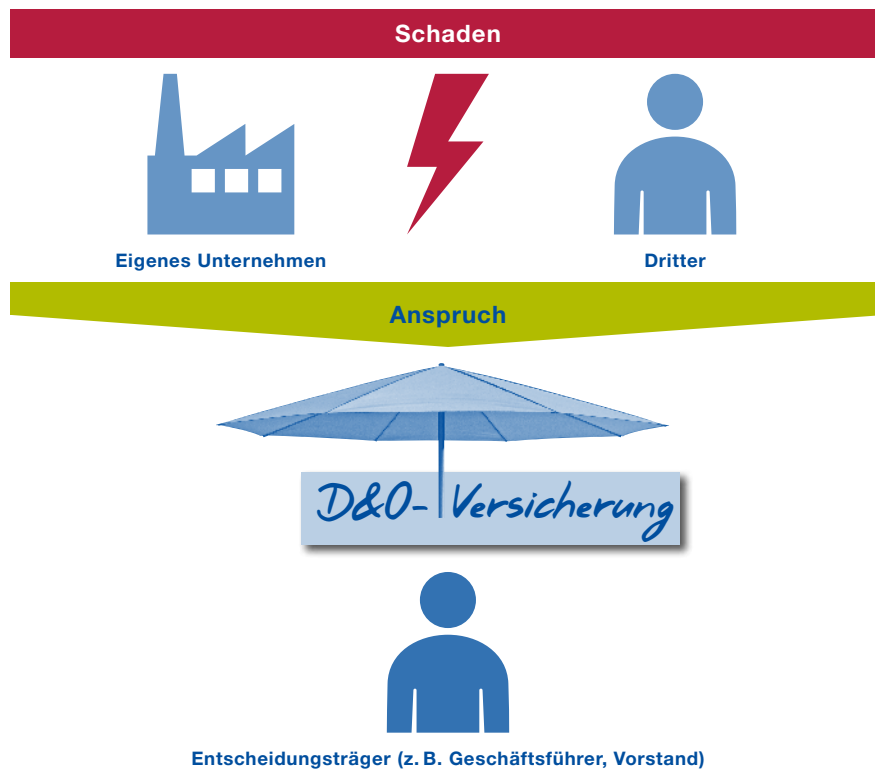 Schaden
Eigenes Unternehmen
Dritter
Anspruch
D&O-Versicherung
Entscheidungsträger (z. B. Geschäftsführer, Vorstand)